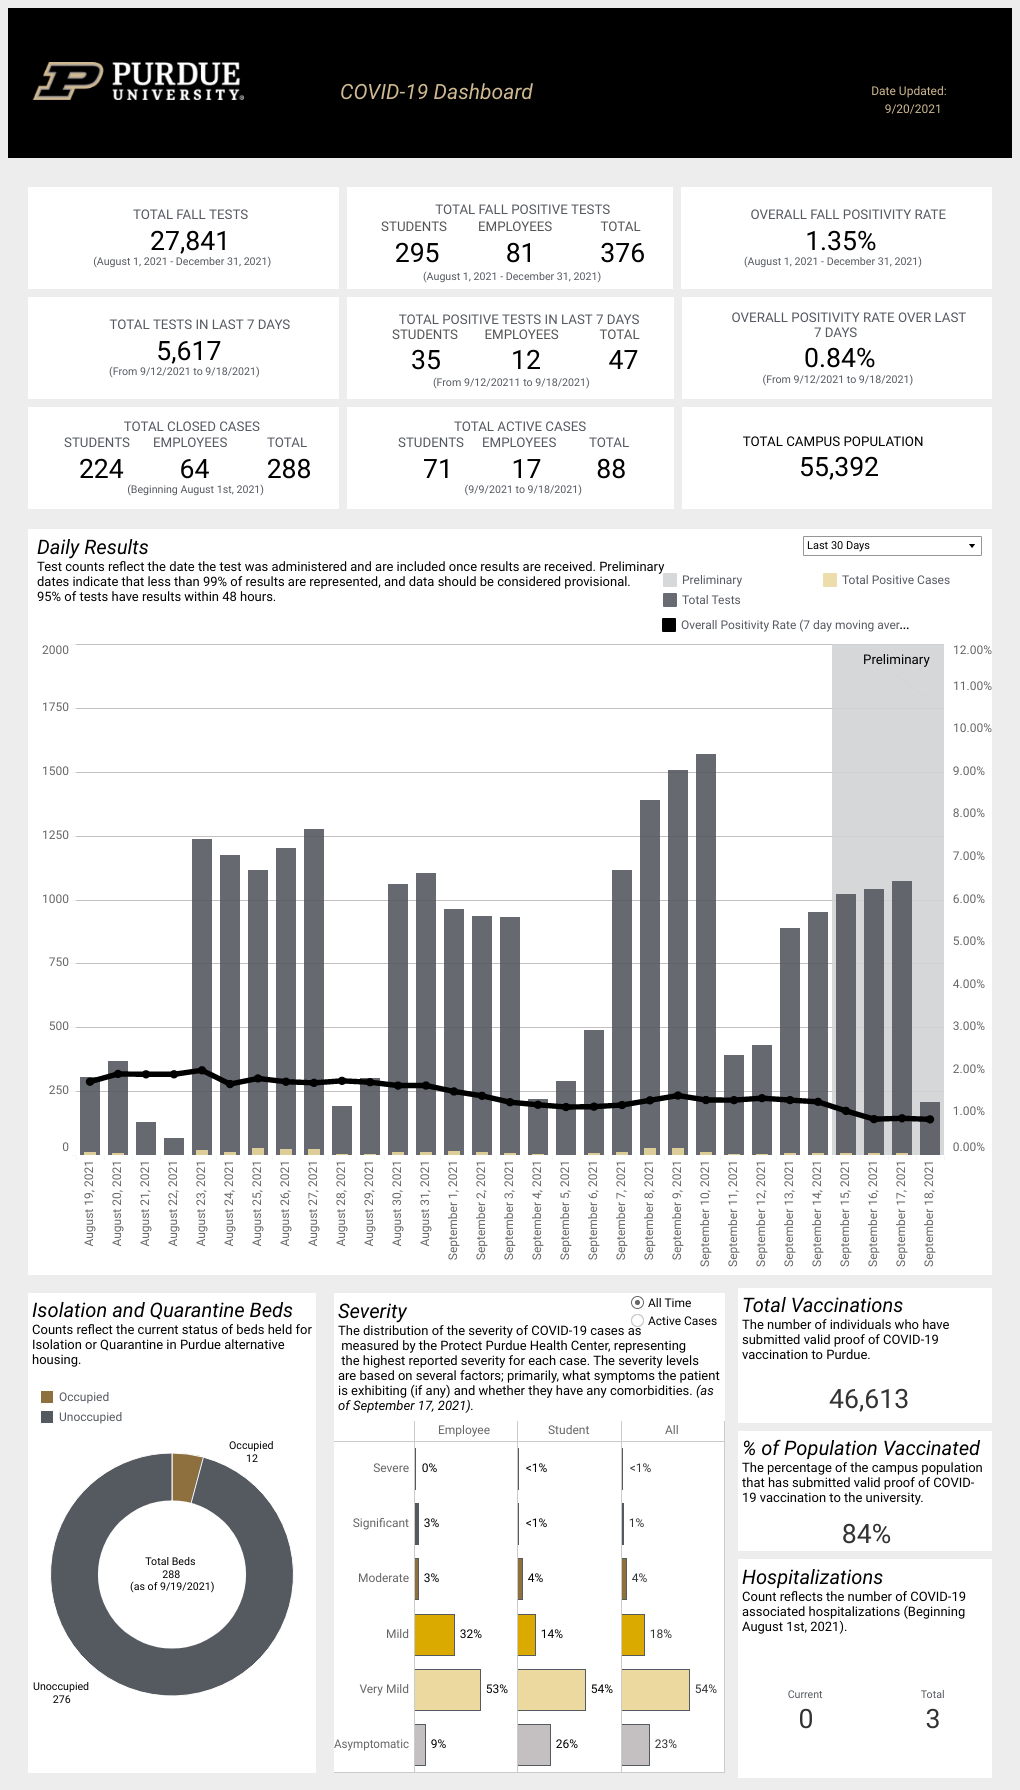 PURDUE
UNIVERSITY®
COVID-19 Dashboard
Date Updated:
9/20/2021
TOTAL FALL TESTS
27,841
(August 1, 2021 - December 31, 2021)
TOTAL FALL POSITIVE TESTS
STUDENTS EMPLOYEES TOTAL
295 81 376
(August 1, 2021 - December 31, 2021)
OVERALL FALL POSITIVITY RATE
1.35%
(August 1, 2021 - December 31, 2021)
TOTAL TESTS IN LAST 7 DAYS
5,617
(From 9/12/2021 to 9/18/2021)
TOTAL POSITIVE TESTS IN LAST 7 DAYS
STUDENTS EMPLOYEES TOTAL
35 12 47
(From 9/12/20211 to 9/18/2021)
OVERALL POSITIVITY RATE OVER LAST
7 DAYS
0.84%
(From 9/12/2021 to 9/18/2021)
TOTAL CLOSED CASES
STUDENTS EMPLOYEES TOTAL
224 64 288
(Beginning August 1st, 2021)
TOTAL ACTIVE CASES
STUDENTS EMPLOYEES TOTAL
71 17 88
(9/9/2021 to 9/18/2021)
TOTAL CAMPUS POPULATION
55,392
Daily Results
Test counts reflect the date the test was administered and are included once results are received. Preliminary
dates indicate that less than 99% of results are represented, and data should be considered provisional.
95% of tests have results within 48 hours.
Last 30 Days
Preliminary
Total Positive Cases
Total Tests
Overall Positivity Rate (7 day moving aver...
Preliminary
2000
1750
1500
1250
1000
750
500
250
0
12.00%
11.00%
10.00%
9.00%
8.00%
7.00%
6.00%
5.00%
4.00%
3.00%
2.00%
1.00%
0.00%
August 19, 2021
August 20, 2021
August 21, 2021
August 22, 2021
August 23, 2021
August 24, 2021
August 25, 2021
August 26, 2021
August 27, 2021
August 28, 2021
August 29, 2021
August 30, 2021
August 31, 2021
September 1, 2021
September 2, 2021
September 3, 2021
September 4, 2021
September 5, 2021
September 6, 2021
September 7, 2021
September 8, 2021
September 9, 2021
September 10, 2021
September 11, 2021
September 12, 2021
September 13, 2021
September 14, 2021
September 15, 2021
September 16, 2021
September 17, 2021
September 18, 2021
Isolation and Quarantine Beds
Counts reflect the current status of beds held for
Isolation or Quarantine in Purdue alternative
housing.
Occupied
Unoccupied
Occupied
12
Total Beds
288
(as of 9/19/2021)
Unoccupied
276
Severity
All Time
Active Cases
The distribution of the severity of COVID-19 cases as
measured by the Protect Purdue Health Center, representing
the highest reported severity for each case. The severity levels
are based on several factors; primarily, what symptoms the patient
is exhibiting (if any) and whether they have any comorbidities. (as
of September 17, 2021).
Employee Student All
Severe 0% <1% <1%
Significant 3% <1% 1%
Moderate 3% 4% 4%
Mild 32% 14% 18%
Very Mild 53% 54% 54%
Asymptomatic 9% 26% 23%
Total Vaccinations
The number of individuals who have
submitted valid proof of COVID-19
vaccination to Purdue.
46,613
% of Population Vaccinated
The percentage of the campus population
that has submitted valid proof of COVID-
19 vaccination to the university.
84%
Hospitalizations
Count reflects the number of COVID-19
associated hospitalizations (Beginning
August 1st, 2021).
Current Total
0 3